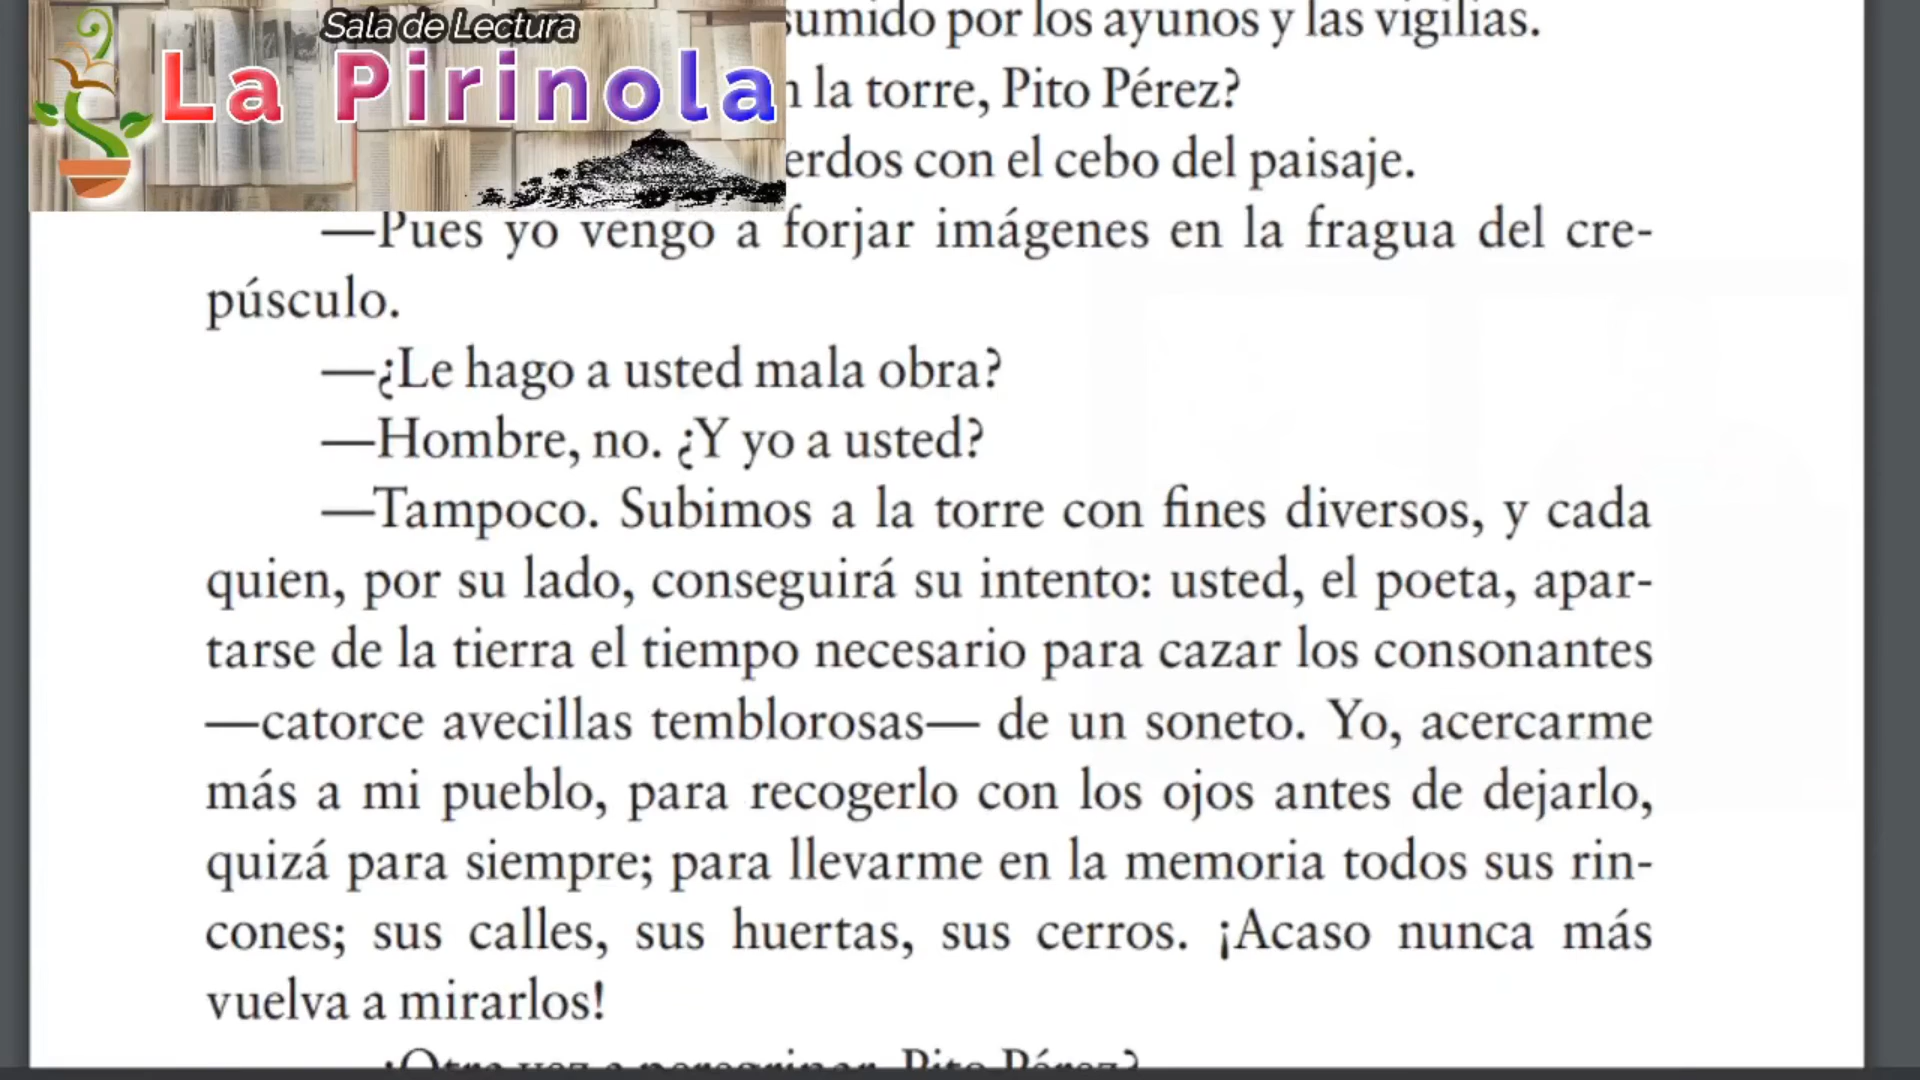 Sala de Lectura
La Pirinola
por los ayunos y las vigilias.
la torre, Pito Pérez?
con el cebo del paisaje.
—Pues yo vengo a forjar imágenes en la fragua del cre-
púsculo.
—¿Le hago a usted mala obra?
—Hombre, no. ¿Y yo a usted?
—Tampoco. Subimos a la torre con fines diversos, y cada
quien, por su lado, conseguirá su intento: usted, el poeta, apar-
tarse de la tierra el tiempo necesario para cazar los consonantes
—catorce avecillas temblorosas— de un soneto. Yo, acercarme
más a mi pueblo, para recogerlo con los ojos antes de dejarlo,
quizá para siempre; para llevarme en la memoria todos sus rin-
cones; sus calles, sus huertas, sus cerros. ¡Acaso nunca más
vuelva a mirarlos!
¿Otra vez a peregrinar, Pito Pérez?